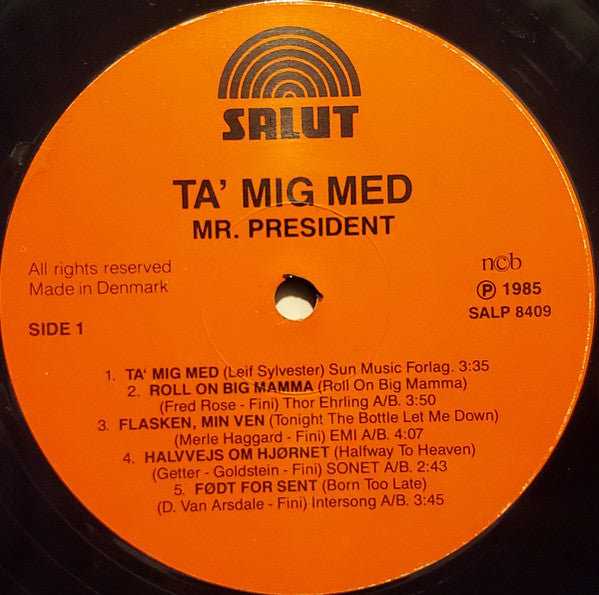 SALUT
TA' MIG MED
MR. PRESIDENT
All rights reserved
Made in Denmark
SIDE 1
ncb
℗ 1985
SALP 8409
1. TA' MIG MED (Leif Sylvester) Sun Music Forlag. 3:35
2. ROLL ON BIG MAMMA (Roll On Big Mamma)
(Fred Rose - Fini) Thor Ehrling A/B. 3:50
3. FLASKEN, MIN VEN (Tonight The Bottle Let Me Down)
(Merle Haggard - Fini) EMI A/B. 4:07
4. HALVVEJS OM HJØRNET (Halfway To Heaven)
(Getter - Goldstein - Fini) SONET A/B. 2:43
5. FØDT FOR SENT (Born Too Late)
(D. Van Arsdale - Fini) Intersong A/B. 3:45